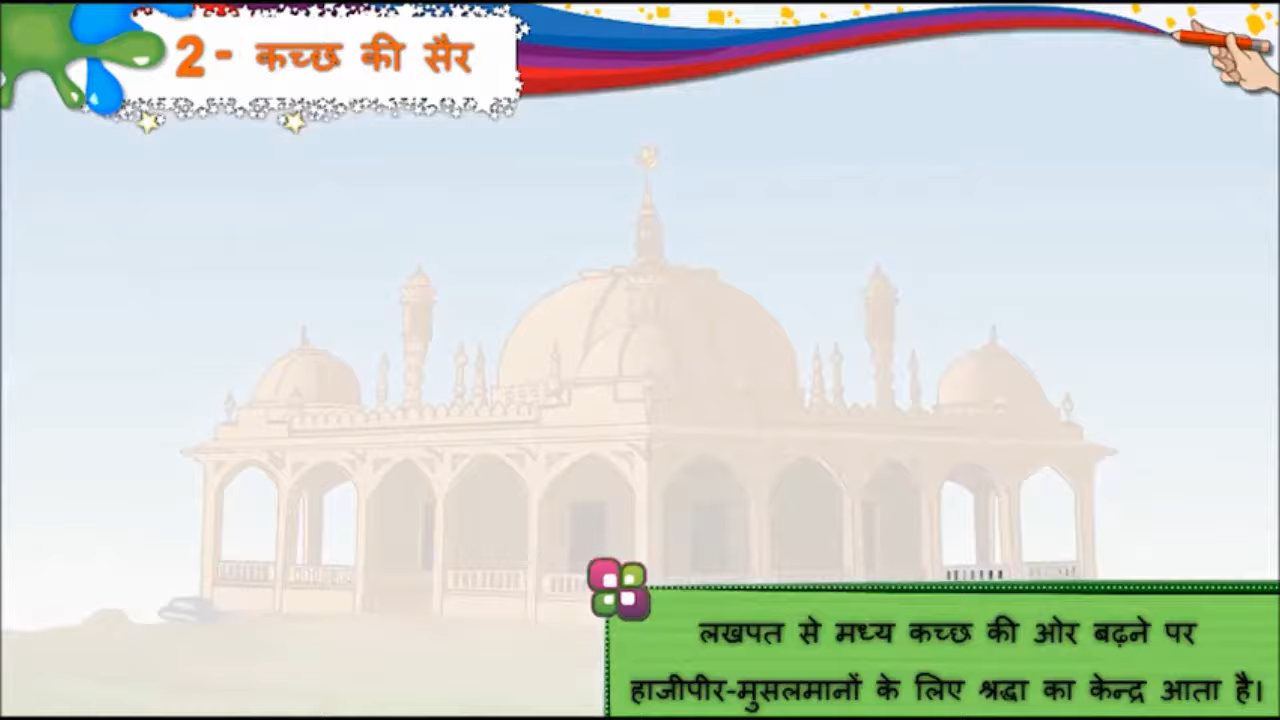 2- कच्छ की सैर
लखपत से मध्य कच्छ की ओर बढ़ने पर
हाजीपीर-मुसलमानों के लिए श्रद्धा का केन्द्र आता है।